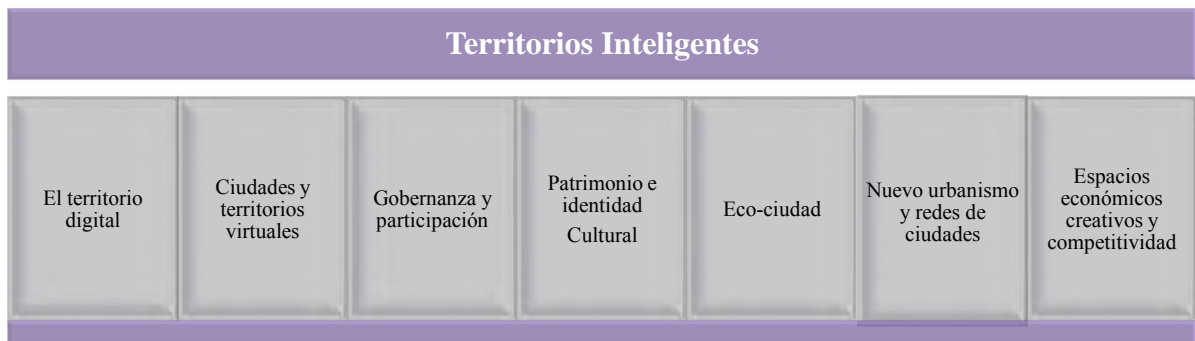 Territorios Inteligentes
El territorio
digital
Ciudades y
territorios
virtuales
Gobernanza y
participación
Patrimonio e
identidad
Cultural
Eco-ciudad
Nuevo urbanismo
y redes de
ciudades
Espacios
económicos
creativos y
competitividad